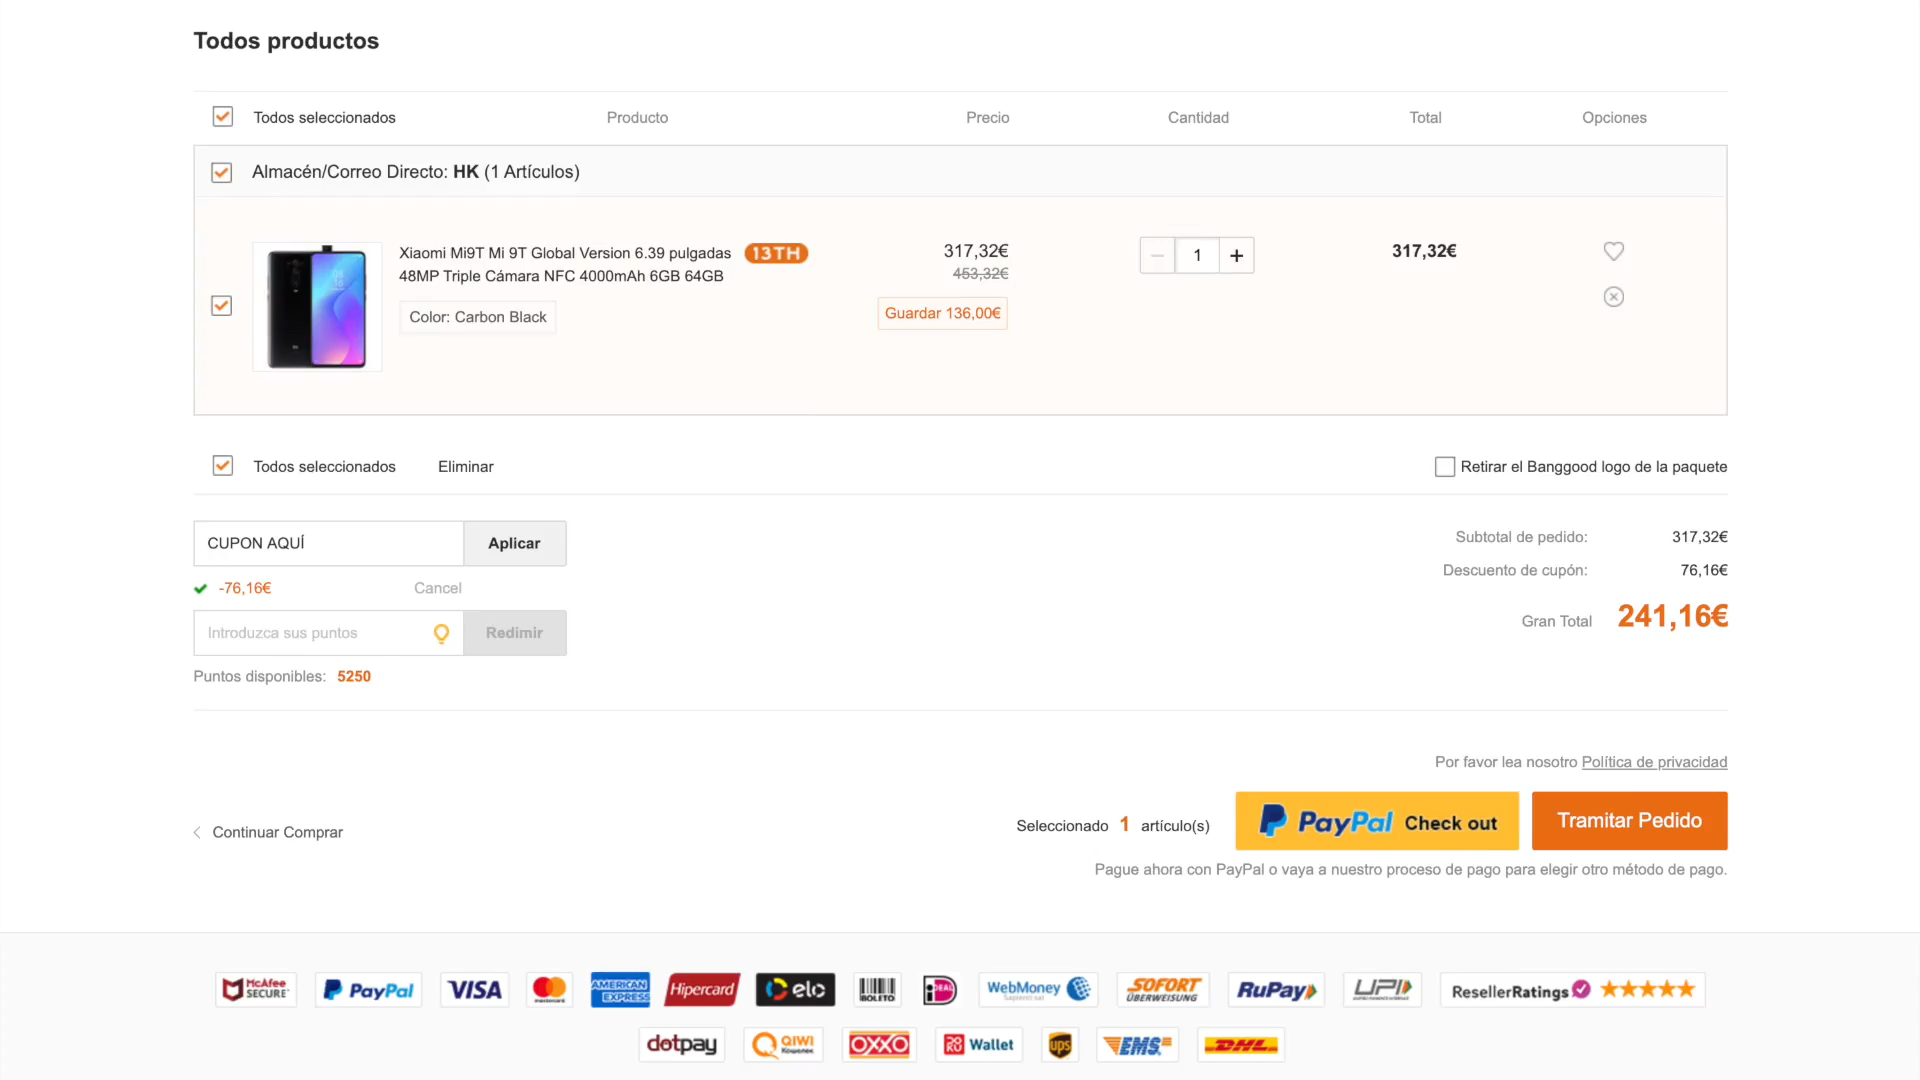 Todos productos
Todos seleccionados Producto Precio Cantidad Total Opciones
Almacén/Correo Directo: HK (1 Artículos)
Xiaomi Mi9T Mi 9T Global Version 6.39 pulgadas 13TH 317,32€ − 1 + 317,32€
48MP Triple Cámara NFC 4000mAh 6GB 64GB 453,32€
Color: Carbon Black Guardar 136,00€
Todos seleccionados Eliminar Retirar el Banggood logo de la paquete
CUPON AQUÍ Aplicar Subtotal de pedido: 317,32€
-76,16€ Cancel Descuento de cupón: 76,16€
Introduzca sus puntos Redimir Gran Total 241,16€
Puntos disponibles: 5250
Por favor lea nosotro Política de privacidad
Continuar Comprar Seleccionado 1 artículo(s) PayPal Check out Tramitar Pedido
Pague ahora con PayPal o vaya a nuestro proceso de pago para elegir otro método de pago.
McAfee SECURE PayPal VISA mastercard AMERICAN EXPRESS Hipercard elo BOLETO iDEAL WebMoney SOFORT ÜBERWEISUNG RuPay UPI ResellerRatings
dotpay QIWI Кошелек OXXO DOKU Wallet ups EMS DHL